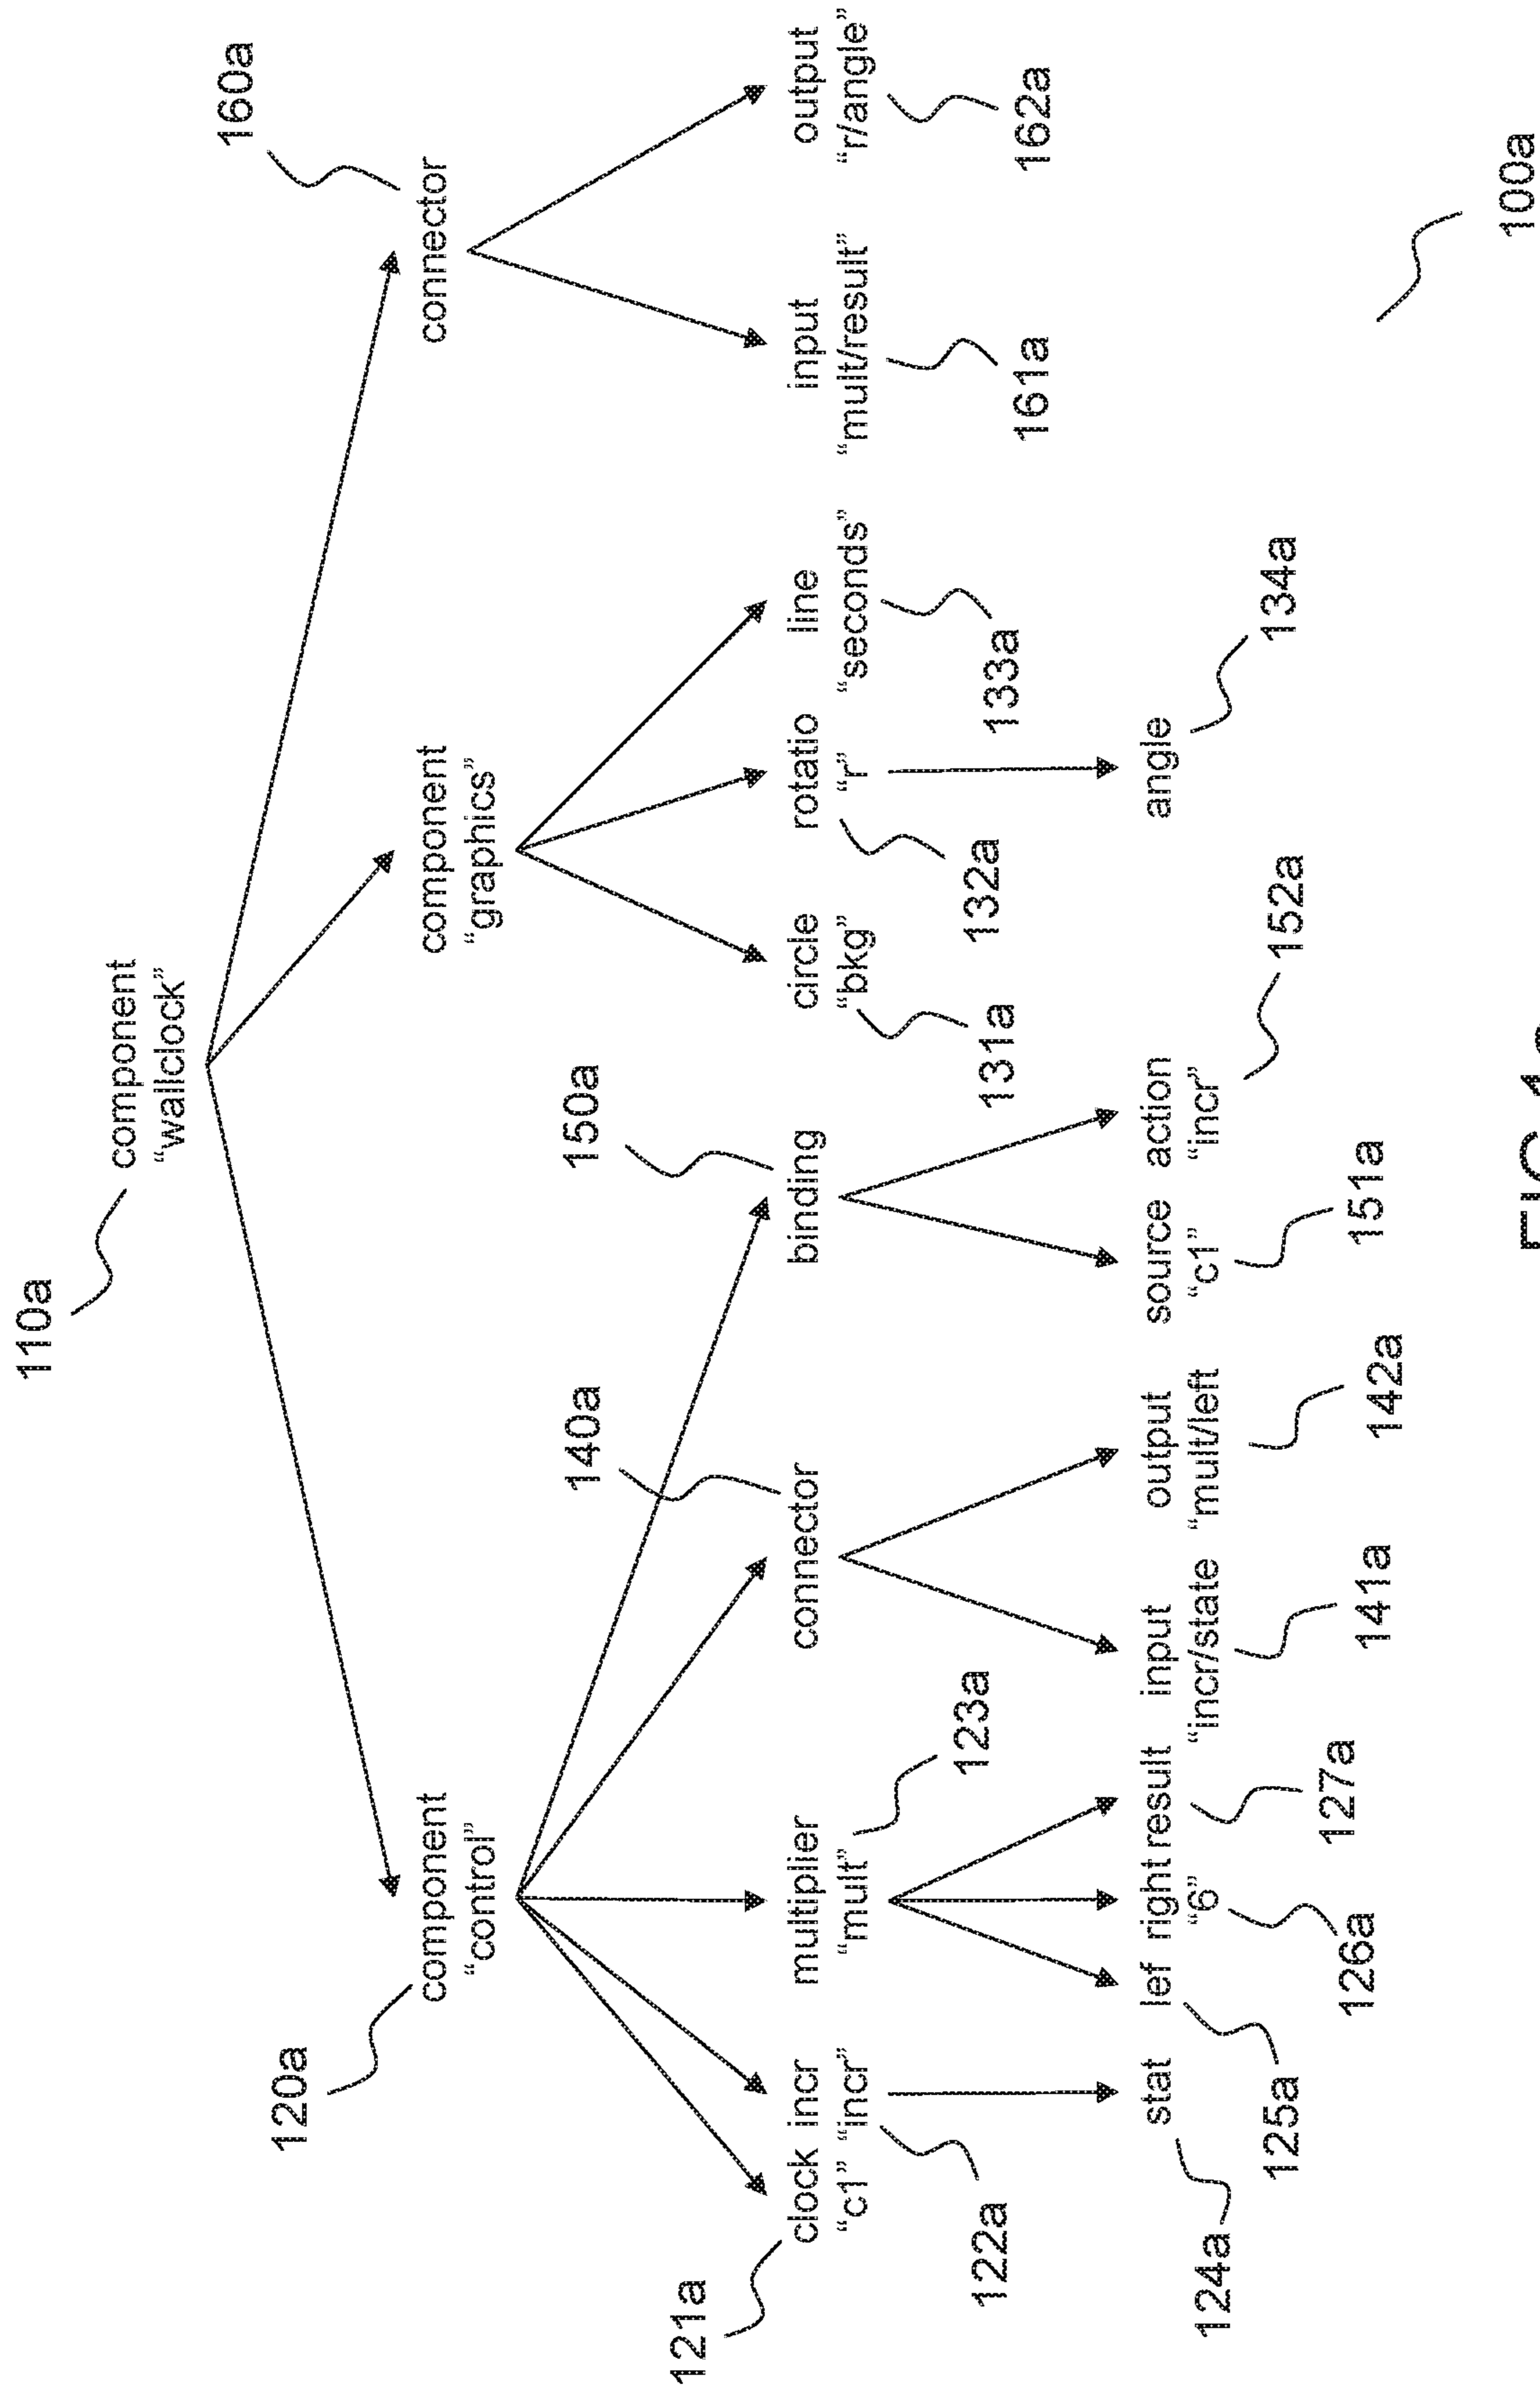 110a
component
“wallclock”
160a
120a
component
“control”
component
“graphics”
connector
140a
150a
121a
clock incr
“c1” “incr”
multiplier
“mult”
connector
binding
circle
“bkg”
rotatio
“r”
line
“seconds”
input
“mult/result”
output
“r/angle”
122a
123a
131a
132a
133a
161a
162a
stat
lef right result
“6”
input
“incr/state
output
“mult/left
source
“c1”
action
“incr”
angle
124a
125a
126a
127a
141a
142a
151a
152a
134a
100a